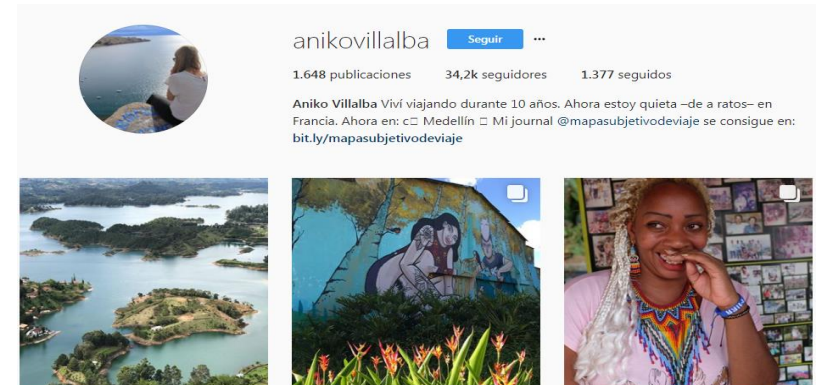 anikovillalba Seguir ...
1.648 publicaciones 34,2k seguidores 1.377 seguidos
Aniko Villalba Viví viajando durante 10 años. Ahora estoy quieta –de a ratos– en
Francia. Ahora en: c□ Medellín □ Mi journal @mapasubjetivodeviaje se consigue en:
bit.ly/mapasubjetivodeviaje